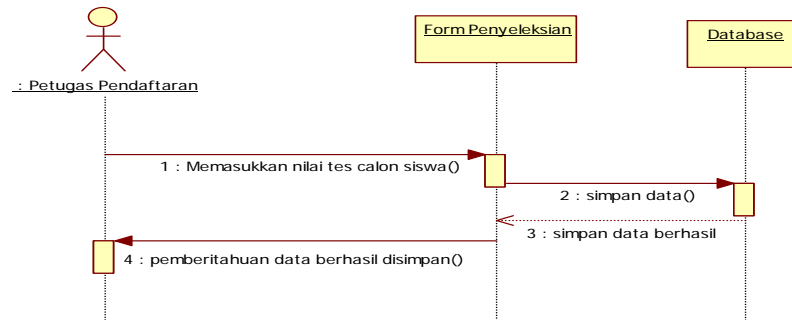 Form Penyeleksian
Database
: Petugas Pendaftaran
1 : Memasukkan nilai tes calon siswa()
2 : simpan data()
3 : simpan data berhasil
4 : pemberitahuan data berhasil disimpan()